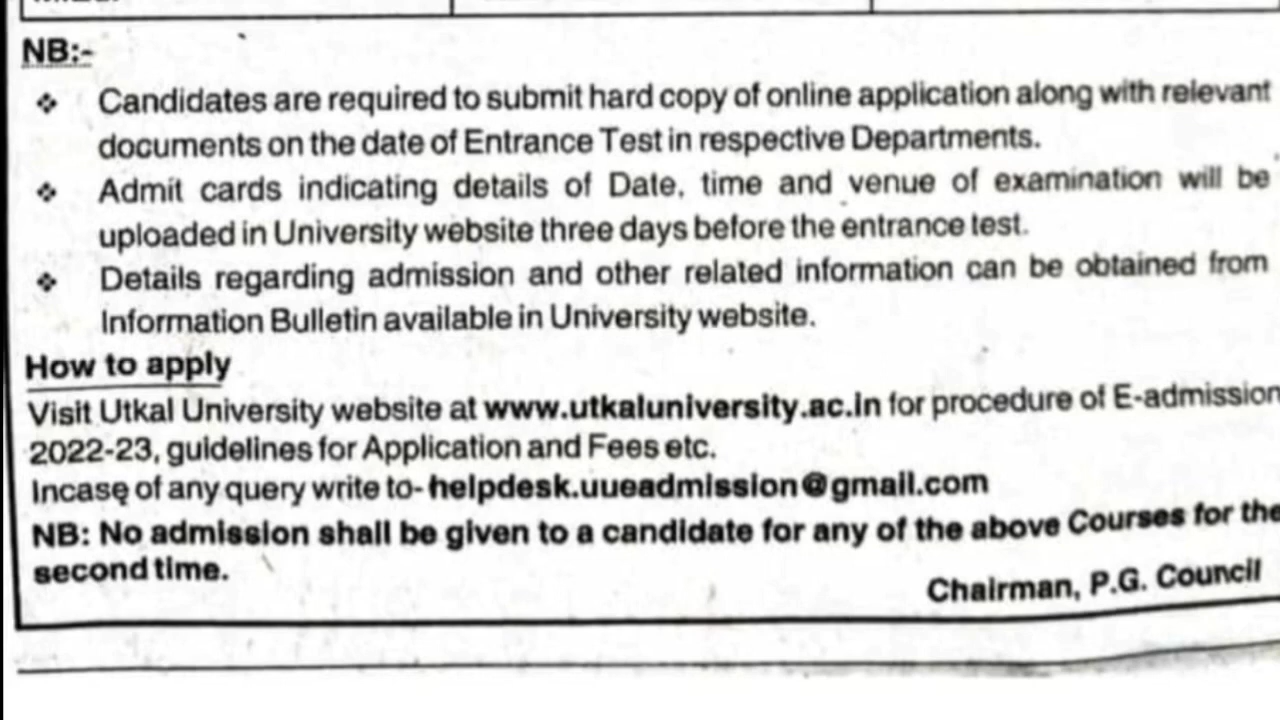 NB:-
❖ Candidates are required to submit hard copy of online application along with relevant
documents on the date of Entrance Test in respective Departments.
❖ Admit cards indicating details of Date, time and venue of examination will be
uploaded in University website three days before the entrance test.
❖ Details regarding admission and other related information can be obtained from
Information Bulletin available in University website.
How to apply
Visit Utkal University website at www.utkaluniversity.ac.in for procedure of E-admission
2022-23, guidelines for Application and Fees etc.
Incase of any query write to- helpdesk.uueadmission@gmail.com
NB: No admission shall be given to a candidate for any of the above Courses for the
second time.
Chairman, P.G. Council